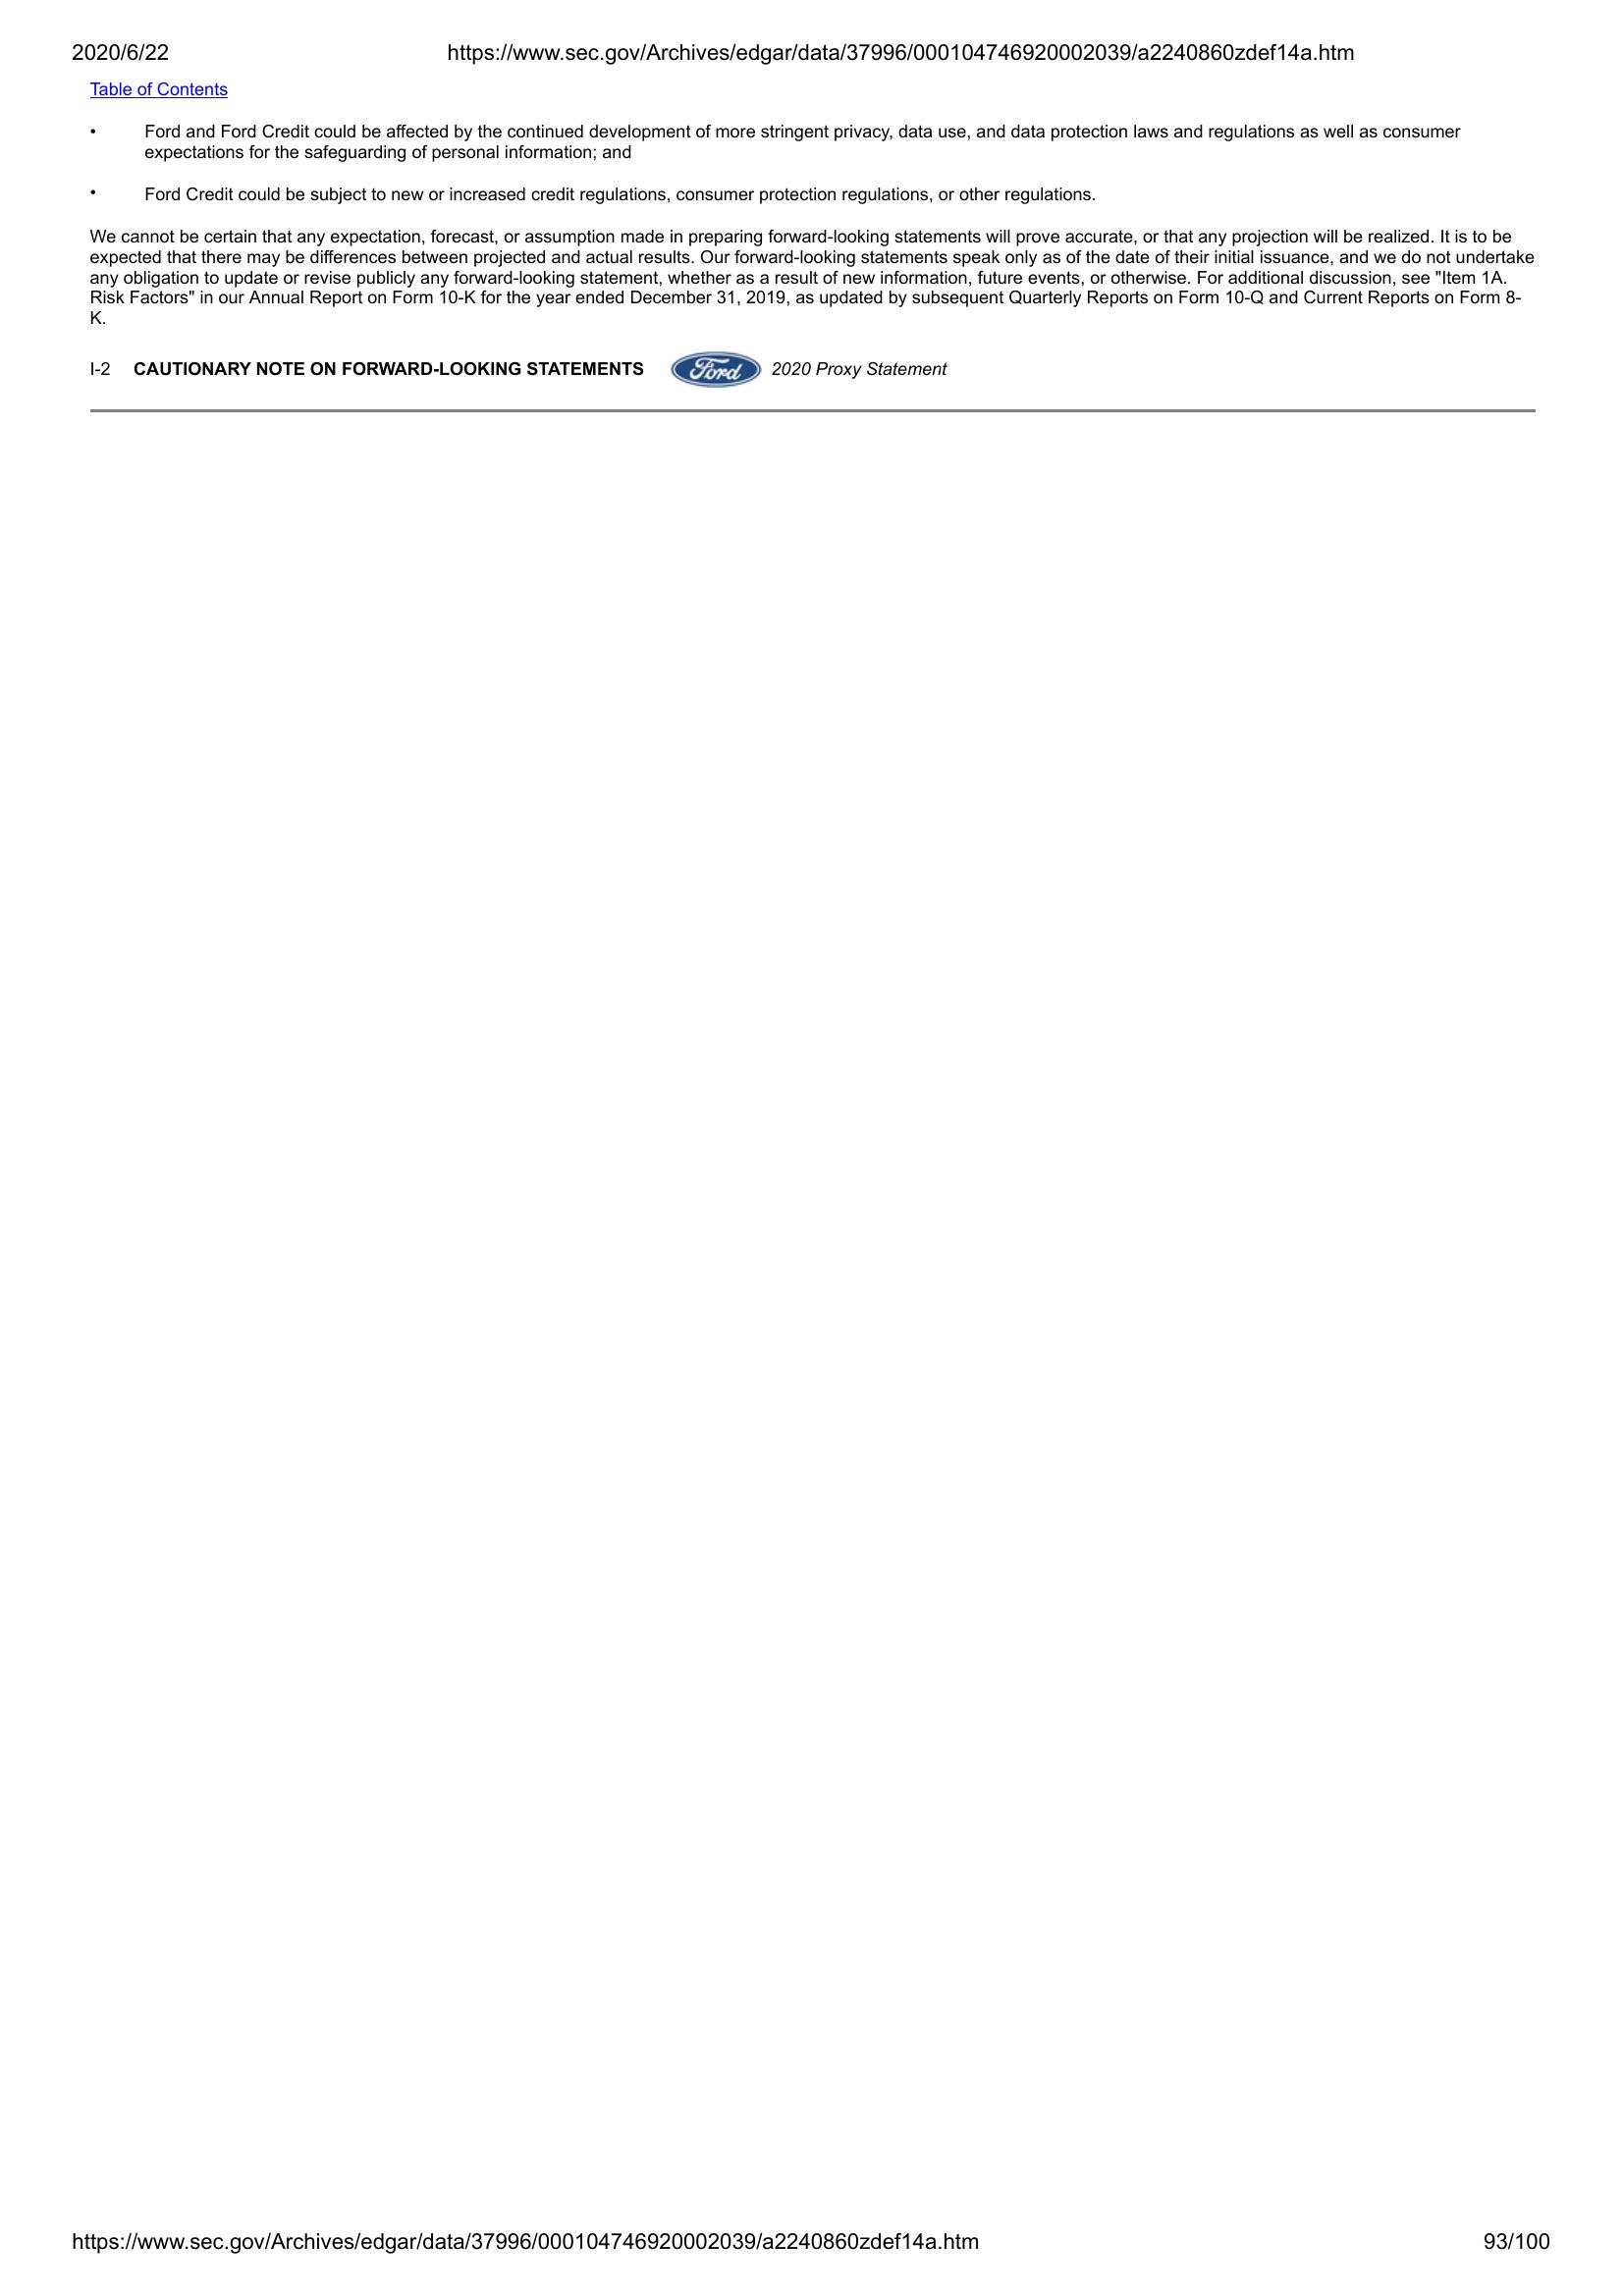 2020/6/22 https://www.sec.gov/Archives/edgar/data/37996/000104746920002039/a2240860zdef14a.htm
Table of Contents
• Ford and Ford Credit could be affected by the continued development of more stringent privacy, data use, and data protection laws and regulations as well as consumer
expectations for the safeguarding of personal information; and
• Ford Credit could be subject to new or increased credit regulations, consumer protection regulations, or other regulations.
We cannot be certain that any expectation, forecast, or assumption made in preparing forward-looking statements will prove accurate, or that any projection will be realized. It is to be
expected that there may be differences between projected and actual results. Our forward-looking statements speak only as of the date of their initial issuance, and we do not undertake
any obligation to update or revise publicly any forward-looking statement, whether as a result of new information, future events, or otherwise. For additional discussion, see "Item 1A.
Risk Factors" in our Annual Report on Form 10-K for the year ended December 31, 2019, as updated by subsequent Quarterly Reports on Form 10-Q and Current Reports on Form 8-
K.
I-2 CAUTIONARY NOTE ON FORWARD-LOOKING STATEMENTS Ford 2020 Proxy Statement
https://www.sec.gov/Archives/edgar/data/37996/000104746920002039/a2240860zdef14a.htm 93/100